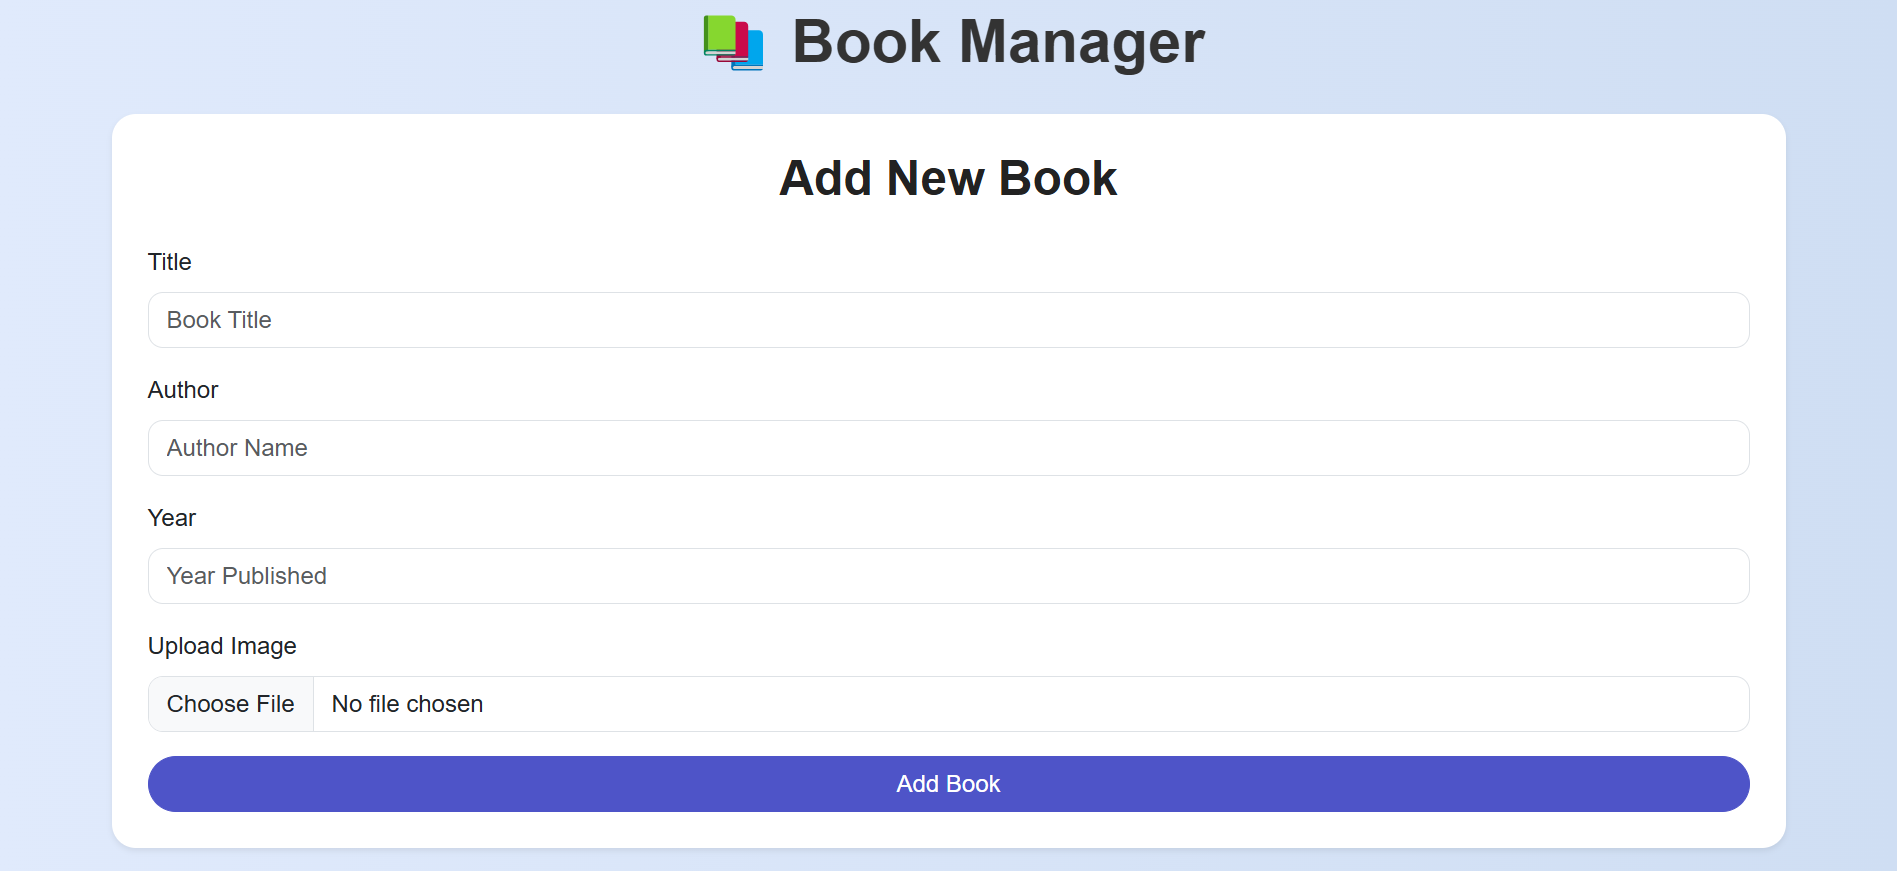 Book Manager
Add New Book
Title
Book Title
Author
Author Name
Year
Year Published
Upload Image
Choose File No file chosen
Add Book